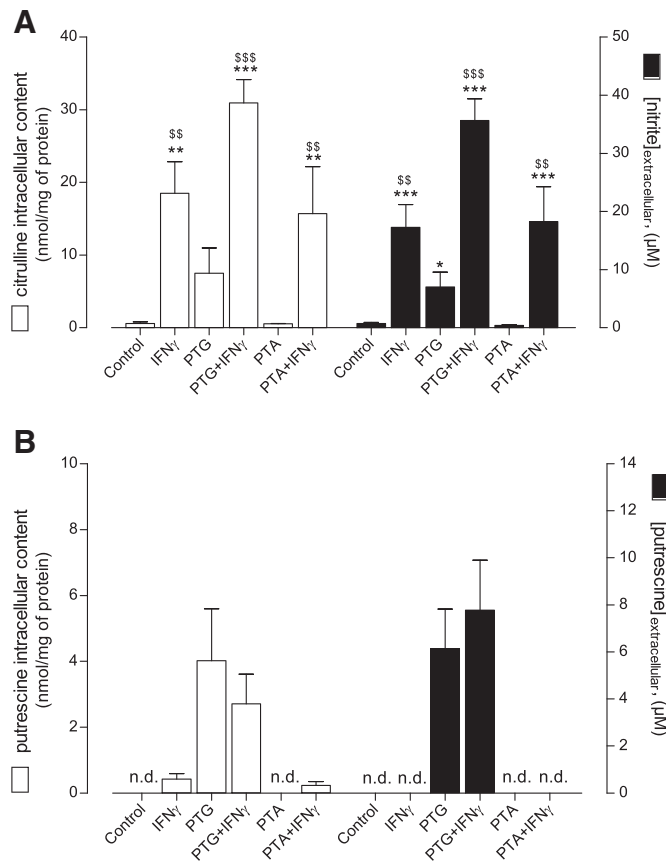 A
citrulline intracellular content
(nmol/mg of protein)
40
30
20
10
0
$$
**
$$$
***
$$
**
$$
***
*
$$$
***
$$
***
50
40
30
20
10
0
[nitrite]extracellular, (μM)
Control
IFNγ
PTG
PTG+IFNγ
PTA
PTA+IFNγ
Control
IFNγ
PTG
PTG+IFNγ
PTA
PTA+IFNγ
B
putrescine intracellular content
(nmol/mg of protein)
10
8
6
4
2
0
n.d.
n.d.
n.d.
n.d.
n.d.
n.d.
14
12
10
8
6
4
2
0
[putrescine]extracellular, (μM)
Control
IFNγ
PTG
PTG+IFNγ
PTA
PTA+IFNγ
Control
IFNγ
PTG
PTG+IFNγ
PTA
PTA+IFNγ